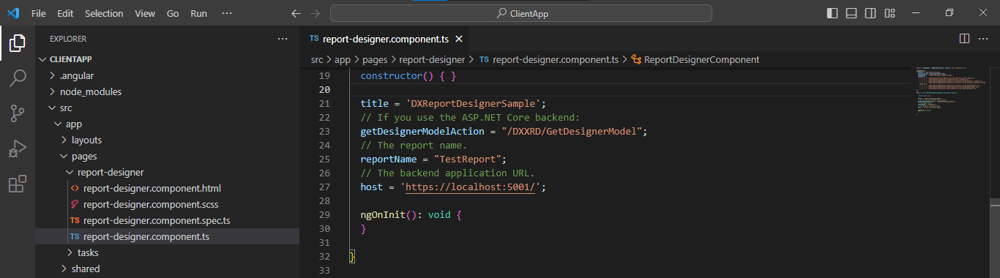 File Edit Selection View Go Run ··· ClientApp
EXPLORER ···
CLIENTAPP
.angular
node_modules
src
app
layouts
pages
report-designer
report-designer.component.html
report-designer.component.scss
TS report-designer.component.spec.ts
TS report-designer.component.ts
tasks
shared
TS report-designer.component.ts
src > app > pages > report-designer > TS report-designer.component.ts > ReportDesignerComponent
19 constructor() { }
20
21 title = 'DXReportDesignerSample';
22 // If you use the ASP.NET Core backend:
23 getDesignerModelAction = "/DXXRD/GetDesignerModel";
24 // The report name.
25 reportName = "TestReport";
26 // The backend application URL.
27 host = 'https://localhost:5001/';
28
29 ngOnInit(): void {
30 }
31
32 }
33